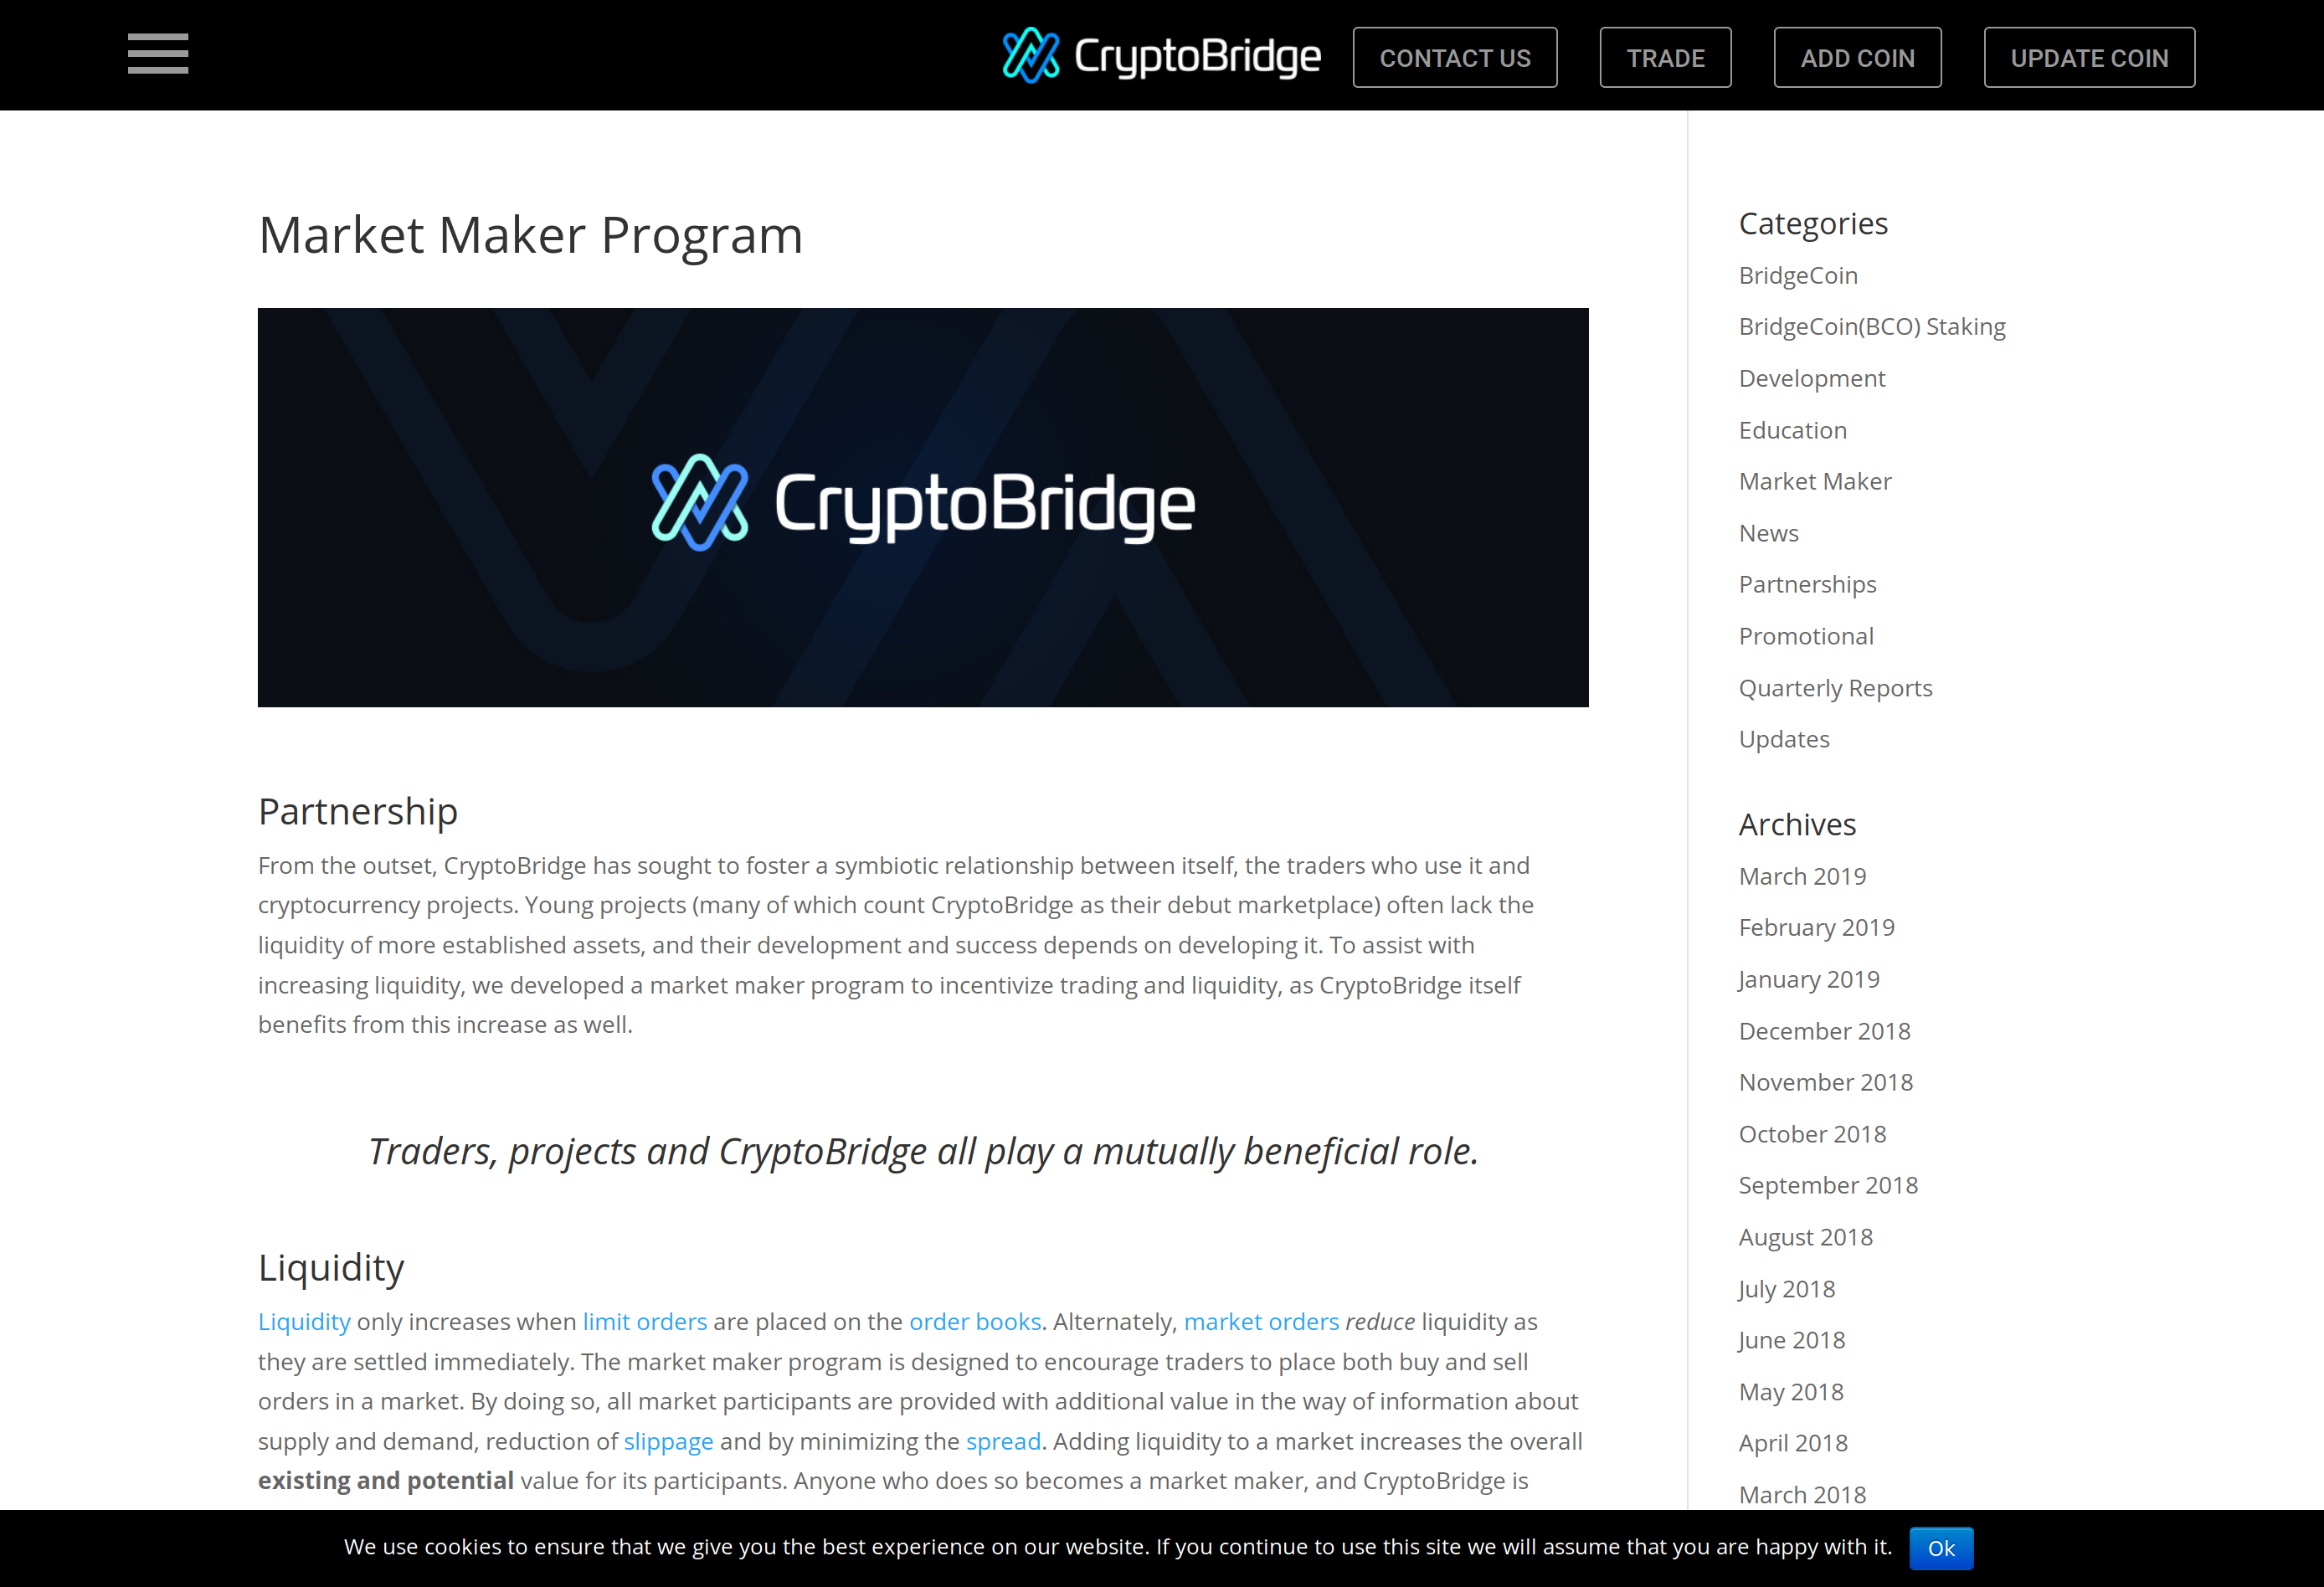 CryptoBridge
CONTACT US
TRADE
ADD COIN
UPDATE COIN
Market Maker Program
CryptoBridge
Partnership
From the outset, CryptoBridge has sought to foster a symbiotic relationship between itself, the traders who use it and
cryptocurrency projects. Young projects (many of which count CryptoBridge as their debut marketplace) often lack the
liquidity of more established assets, and their development and success depends on developing it. To assist with
increasing liquidity, we developed a market maker program to incentivize trading and liquidity, as CryptoBridge itself
benefits from this increase as well.
Traders, projects and CryptoBridge all play a mutually beneficial role.
Liquidity
Liquidity only increases when limit orders are placed on the order books. Alternately, market orders reduce liquidity as
they are settled immediately. The market maker program is designed to encourage traders to place both buy and sell
orders in a market. By doing so, all market participants are provided with additional value in the way of information about
supply and demand, reduction of slippage and by minimizing the spread. Adding liquidity to a market increases the overall
existing and potential value for its participants. Anyone who does so becomes a market maker, and CryptoBridge is
Categories
BridgeCoin
BridgeCoin(BCO) Staking
Development
Education
Market Maker
News
Partnerships
Promotional
Quarterly Reports
Updates
Archives
March 2019
February 2019
January 2019
December 2018
November 2018
October 2018
September 2018
August 2018
July 2018
June 2018
May 2018
April 2018
March 2018
We use cookies to ensure that we give you the best experience on our website. If you continue to use this site we will assume that you are happy with it.
Ok